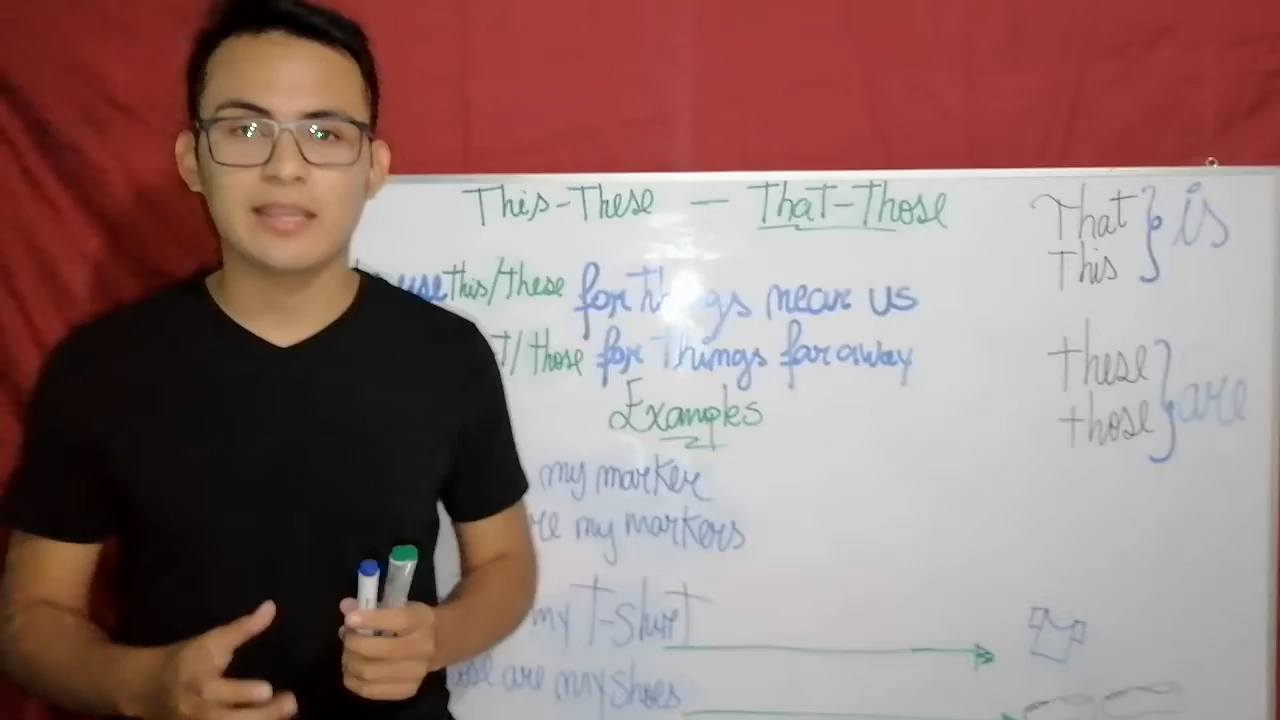 This-These — That-Those
use this/these for things near us
/those for things far away
Examples
my marker
my markers
my T-shirt
are my shoes
That } is
This
these } are
those